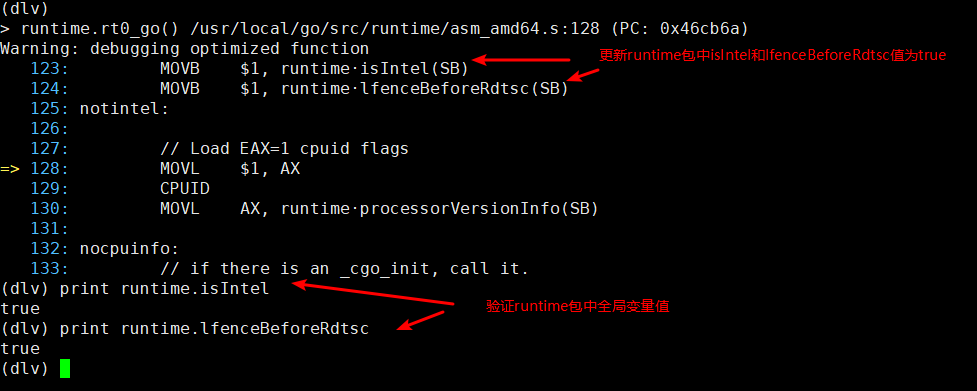 (dlv)
> runtime.rt0_go() /usr/local/go/src/runtime/asm_amd64.s:128 (PC: 0x46cb6a)
Warning: debugging optimized function
更新runtime包中isIntel和lfenceBeforeRdtsc值为true
123: MOVB $1, runtime·isIntel(SB)
124: MOVB $1, runtime·lfenceBeforeRdtsc(SB)
125: notintel:
126:
127: // Load EAX=1 cpuid flags
=> 128: MOVL $1, AX
129: CPUID
130: MOVL AX, runtime·processorVersionInfo(SB)
131:
132: nocpuinfo:
133: // if there is an _cgo_init, call it.
(dlv) print runtime.isIntel
true
验证runtime包中全局变量值
(dlv) print runtime.lfenceBeforeRdtsc
true
(dlv)